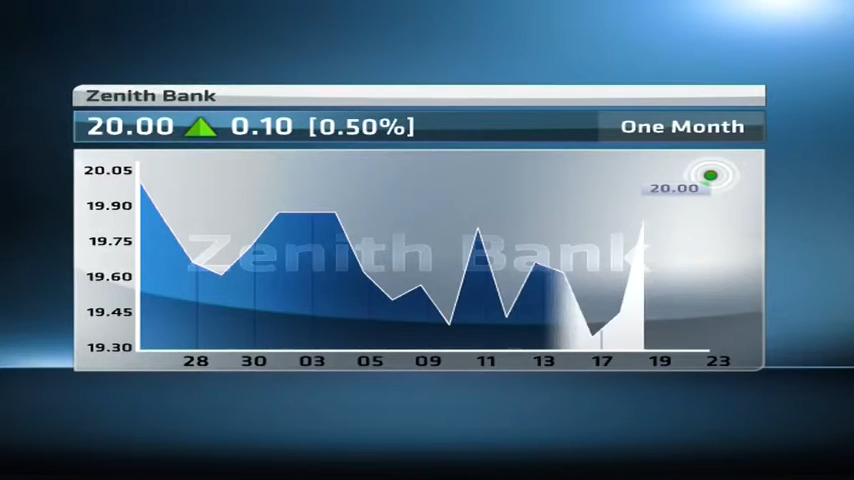 Zenith Bank
20.00 0.10 [0.50%] One Month
20.05
20.00
19.90
19.75
Zenith Bank
19.60
19.45
19.30
28 30 03 05 09 11 13 17 19 23